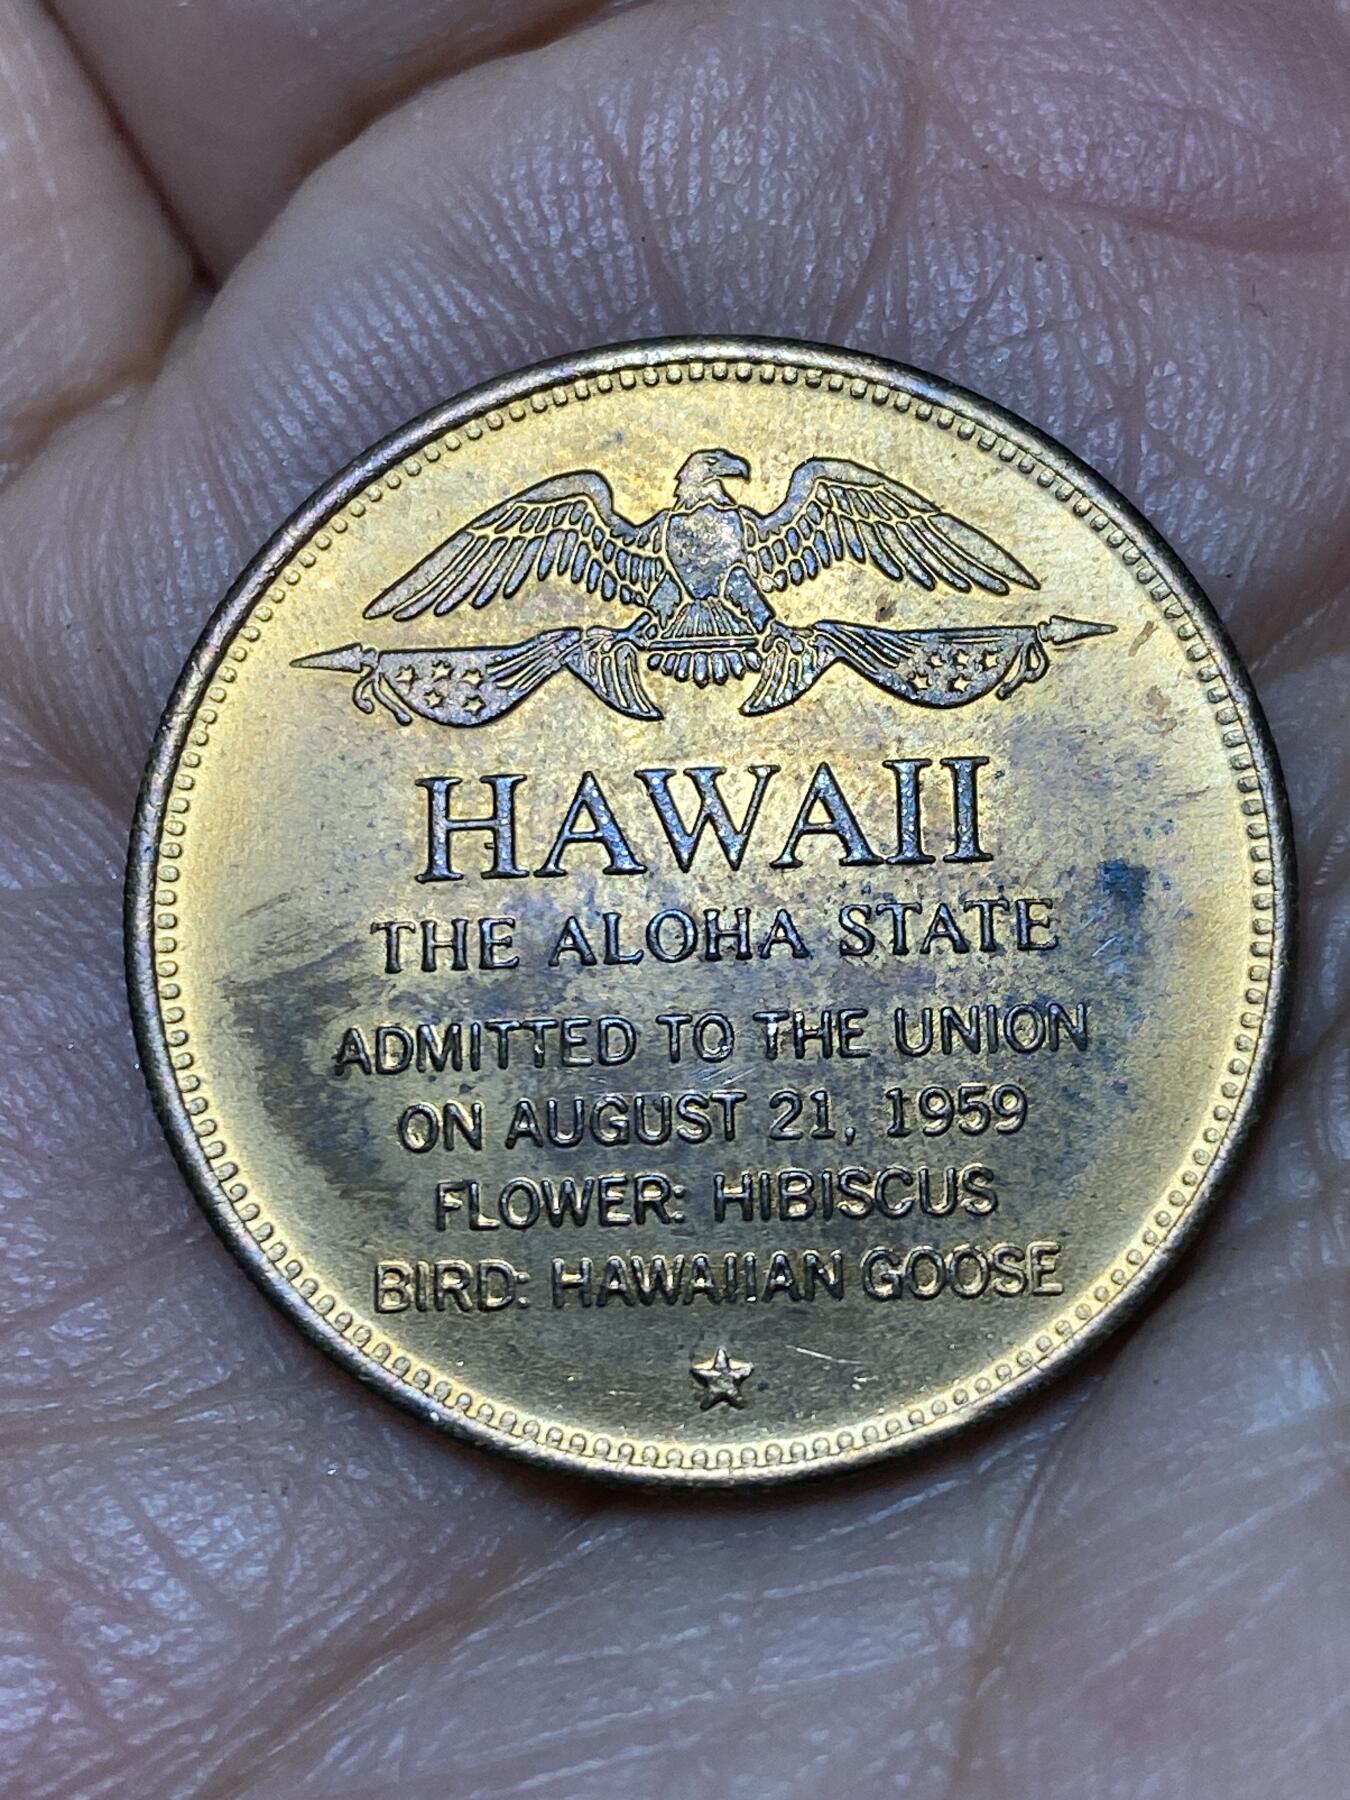 HAWAII
THE ALOHA STATE
ADMITTED TO THE UNION
ON AUGUST 21, 1959
FLOWER: HIBISCUS
BIRD: HAWAIIAN GOOSE